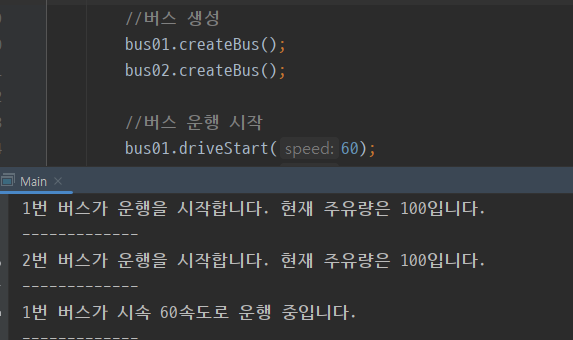 //버스 생성
bus01.createBus();
bus02.createBus();
//버스 운행 시작
bus01.driveStart( speed: 60);
Main ×
1번 버스가 운행을 시작합니다. 현재 주유량은 100입니다.
-------------
2번 버스가 운행을 시작합니다. 현재 주유량은 100입니다.
-------------
1번 버스가 시속 60속도로 운행 중입니다.
-------------